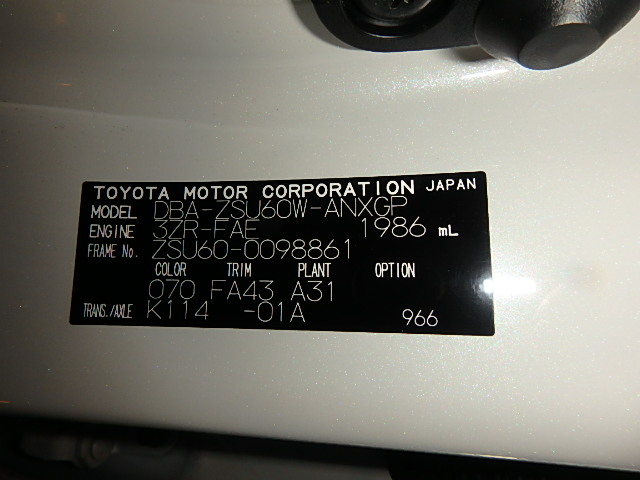 TOYOTA MOTOR CORPORATION JAPAN
MODEL DBA-ZSU60W-ANXGP
ENGINE 3ZR-FAE 1986 mL
FRAME No. ZSU60-0098861
COLOR TRIM PLANT OPTION
070 FA43 A31
TRANS./AXLE K114 -01A 966